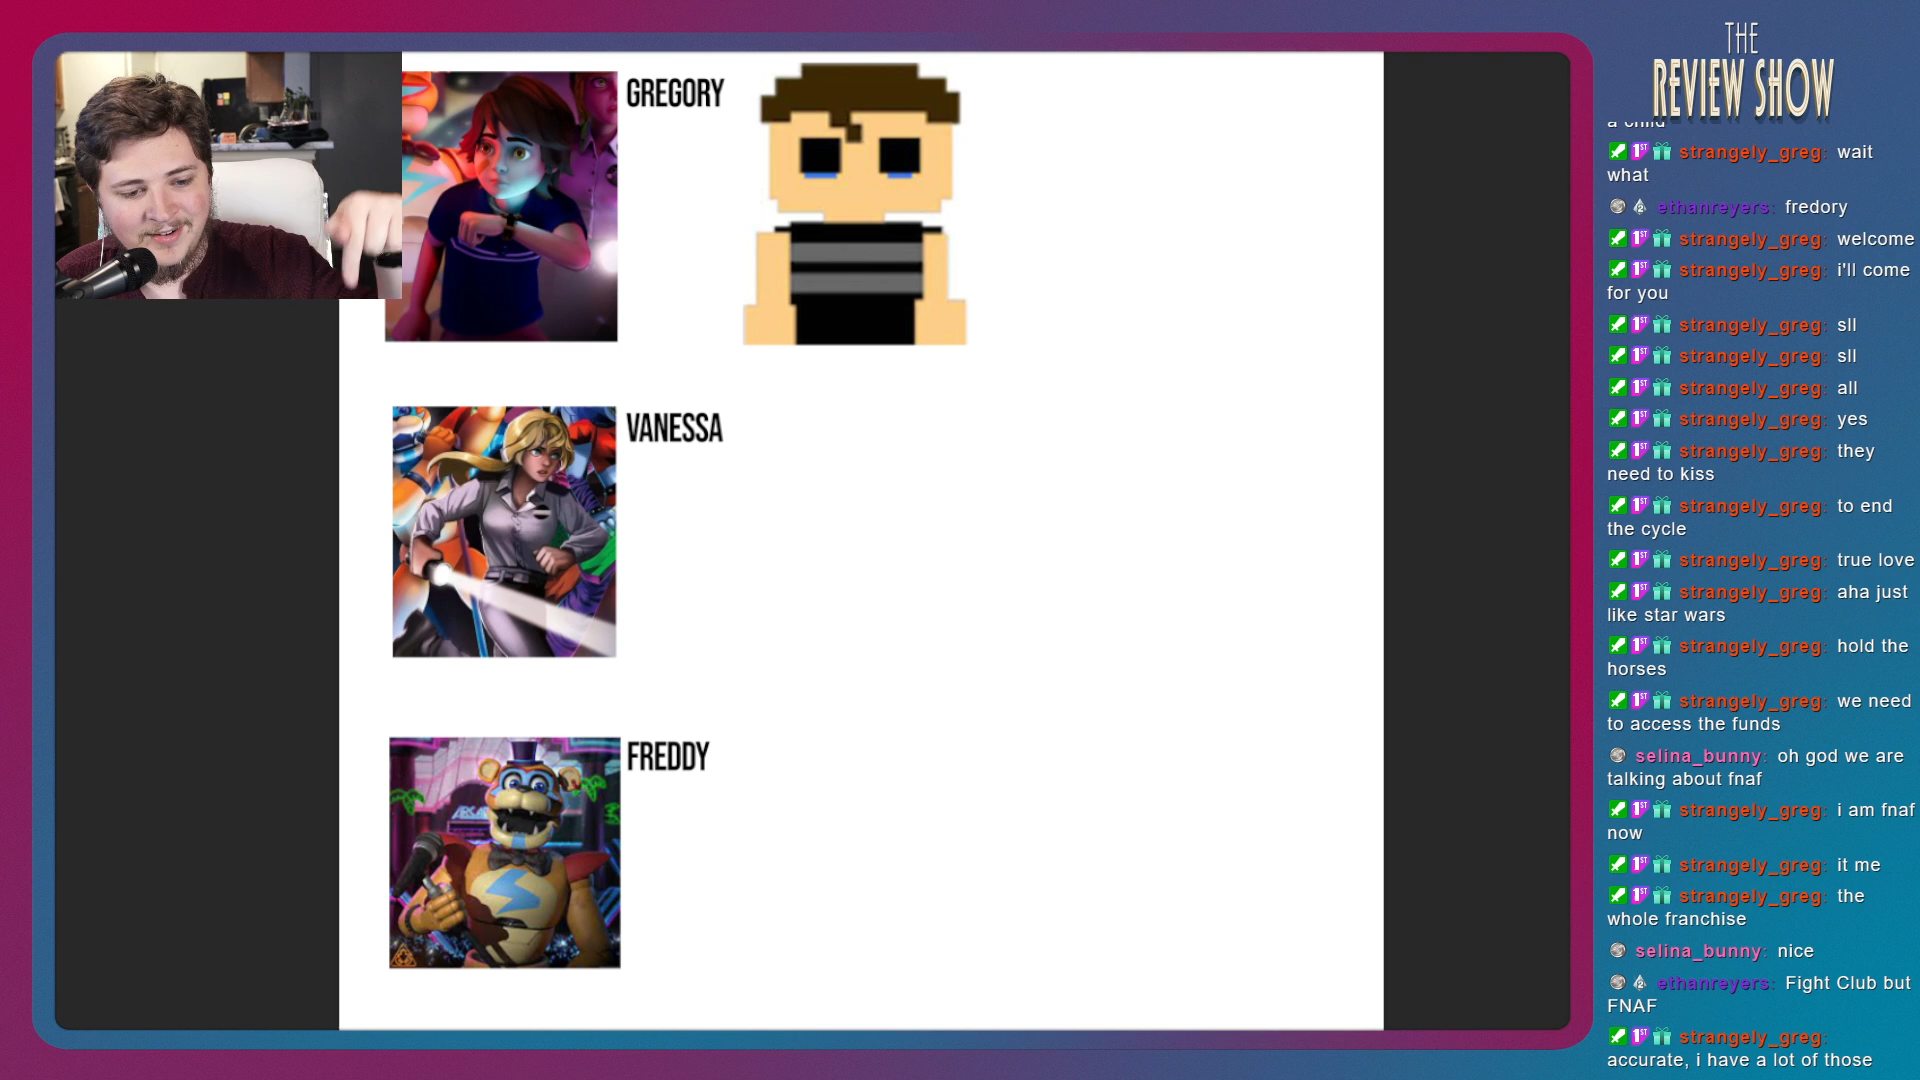 THE
REVIEW SHOW
GREGORY
VANESSA
FREDDY
a child
strangely_greg: wait
what
ethanreyers: fredory
strangely_greg: welcome
strangely_greg: i'll come
for you
strangely_greg: sll
strangely_greg: sll
strangely_greg: all
strangely_greg: yes
strangely_greg: they
need to kiss
strangely_greg: to end
the cycle
strangely_greg: true love
strangely_greg: aha just
like star wars
strangely_greg: hold the
horses
strangely_greg: we need
to access the funds
selina_bunny: oh god we are
talking about fnaf
strangely_greg: i am fnaf
now
strangely_greg: it me
strangely_greg: the
whole franchise
selina_bunny: nice
ethanreyers: Fight Club but
FNAF
strangely_greg:
accurate, i have a lot of those